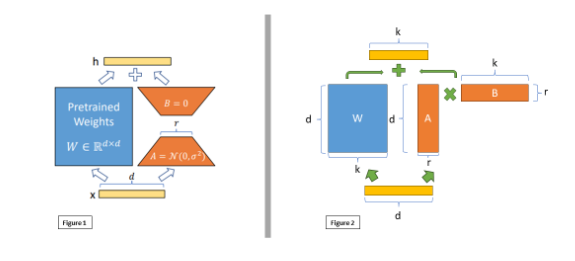 h
Pretrained
Weights
W ∈ ℝ^{d×d}
B = 0
r
A = 𝒩(0, σ²)
d
x
Figure 1
k
k
W
A
B
r
d
d
k
r
d
Figure 2